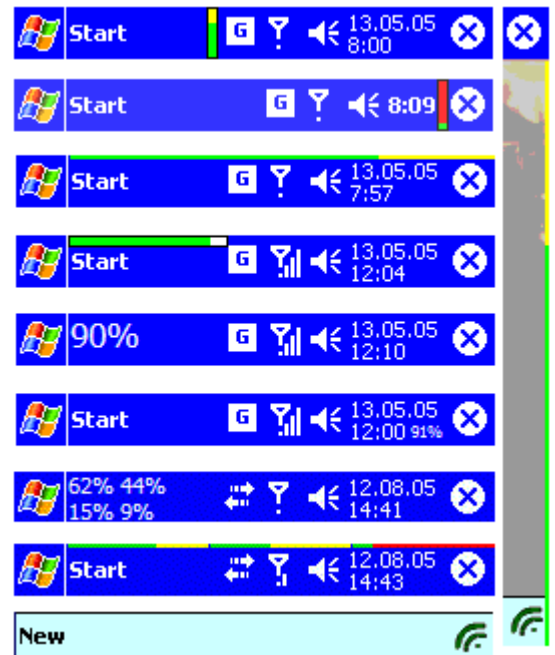 Start G 13.05.05
8:00
Start G 8:09
Start G 13.05.05
7:57
Start G 13.05.05
12:04
90% G 13.05.05
12:10
Start G 13.05.05
12:00 91%
62% 44% 12.08.05
15% 9% 14:41
Start 12.08.05
14:43
New